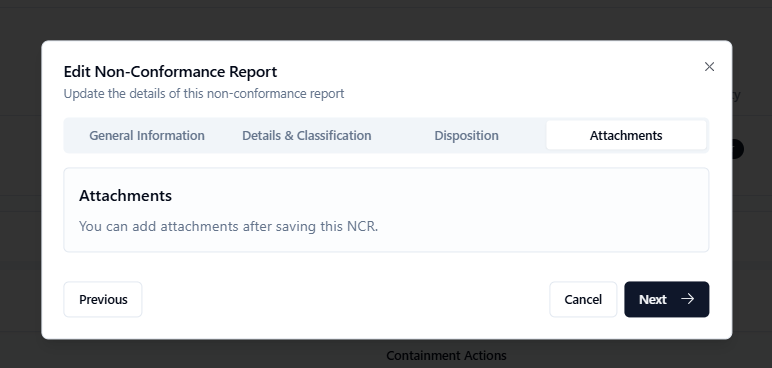 Edit Non-Conformance Report
Update the details of this non-conformance report
General Information
Details & Classification
Disposition
Attachments
Attachments
You can add attachments after saving this NCR.
Previous
Cancel
Next
Containment Actions